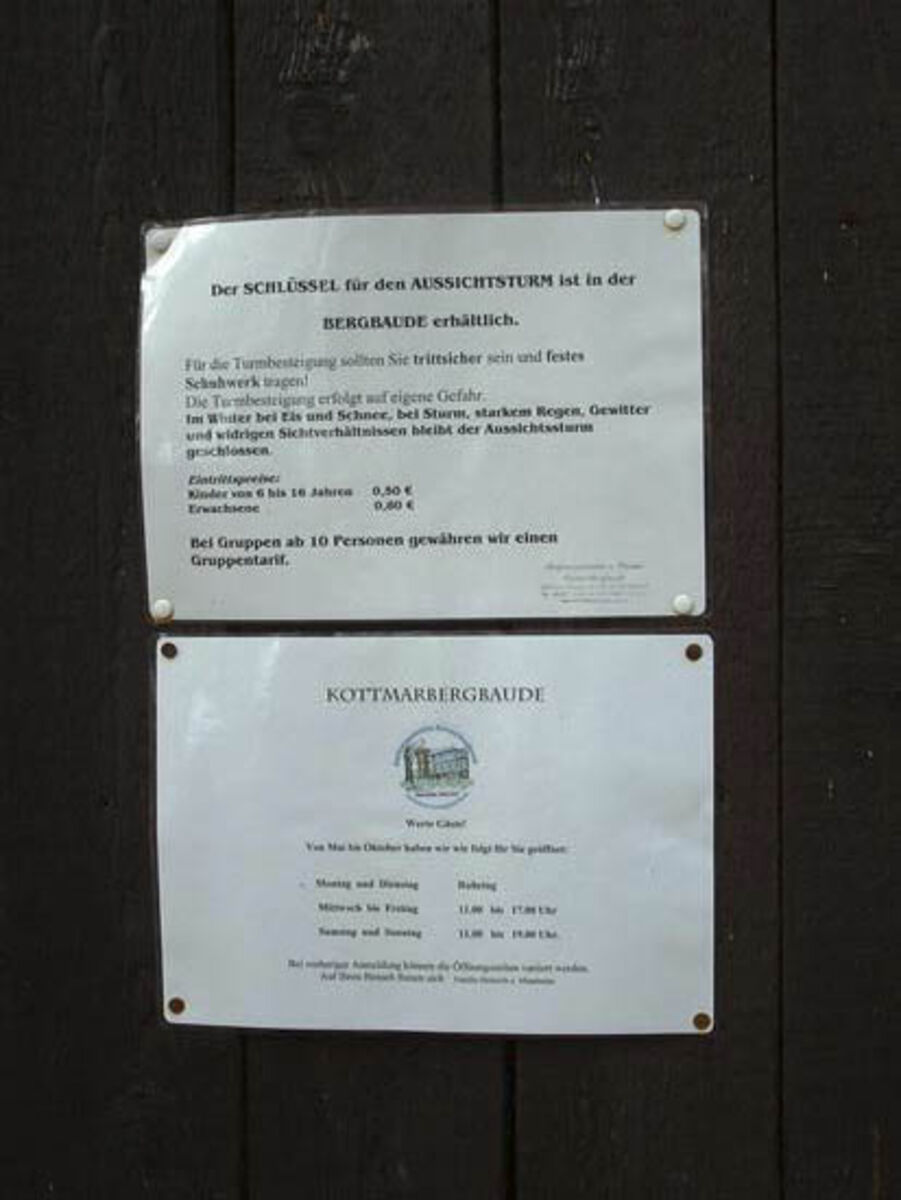 Der SCHLÜSSEL für den AUSSICHTSTURM ist in der
BERGBAUDE erhältlich.
Für die Turmbesteigung sollten Sie trittsicher sein und festes
Schuhwerk tragen!
Die Turmbesteigung erfolgt auf eigene Gefahr.
Im Winter bei Eis und Schnee, bei Sturm, starkem Regen, Gewitter
und widrigen Sichtverhältnissen bleibt der Aussichtssturm
geschlossen.
Eintrittspreise:
Kinder von 6 bis 16 Jahren 0,50 €
Erwachsene 0,80 €
Bei Gruppen ab 10 Personen gewähren wir einen
Gruppentarif.
KOTTMARBERGBAUDE
Werte Gäste!
Von Mai bis Oktober haben wir wie folgt für Sie geöffnet:
Montag und Dienstag Ruhetag
Mittwoch bis Freitag 11.00 bis 17.00 Uhr
Samstag und Sonntag 11.00 bis 19.00 Uhr.
Bei vorheriger Anmeldung können die Öffnungszeiten variiert werden.
Auf Ihren Besuch freuen sich Familie